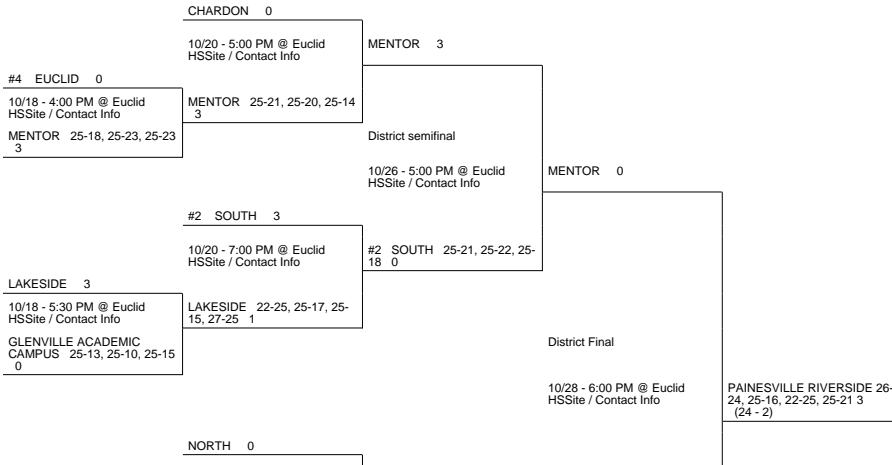 CHARDON 0
10/20 - 5:00 PM @ Euclid
HSSite / Contact Info
MENTOR 3
#4 EUCLID 0
10/18 - 4:00 PM @ Euclid
HSSite / Contact Info
MENTOR 25-21, 25-20, 25-14
3
MENTOR 25-18, 25-23, 25-23
3
District semifinal
10/26 - 5:00 PM @ Euclid
HSSite / Contact Info
MENTOR 0
#2 SOUTH 3
10/20 - 7:00 PM @ Euclid
HSSite / Contact Info
#2 SOUTH 25-21, 25-22, 25-
18 0
LAKESIDE 3
10/18 - 5:30 PM @ Euclid
HSSite / Contact Info
LAKESIDE 22-25, 25-17, 25-
15, 27-25 1
GLENVILLE ACADEMIC
CAMPUS 25-13, 25-10, 25-15
0
District Final
10/28 - 6:00 PM @ Euclid
HSSite / Contact Info
PAINESVILLE RIVERSIDE 26-
24, 25-16, 22-25, 25-21 3
(24 - 2)
NORTH 0